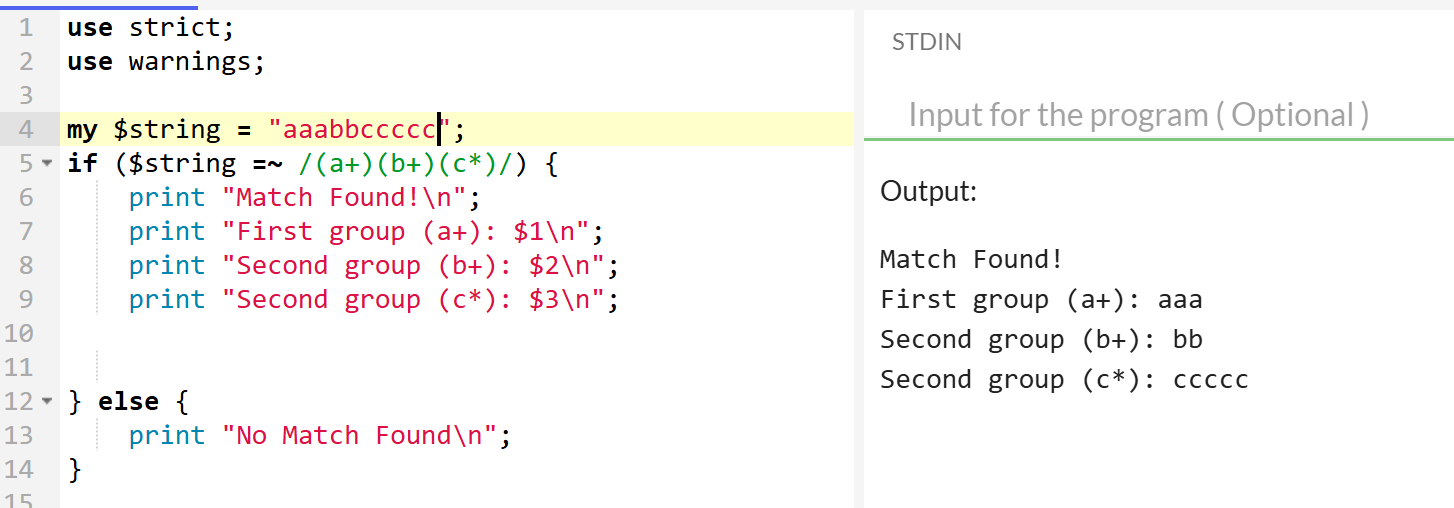 1 use strict;
2 use warnings;
3
4 my $string = "aaabbccccc";
5 if ($string =~ /(a+)(b+)(c*)/) {
6 print "Match Found!\n";
7 print "First group (a+): $1\n";
8 print "Second group (b+): $2\n";
9 print "Second group (c*): $3\n";
10
11
12 } else {
13 print "No Match Found\n";
14 }
15
STDIN
Input for the program ( Optional )
Output:
Match Found!
First group (a+): aaa
Second group (b+): bb
Second group (c*): ccccc